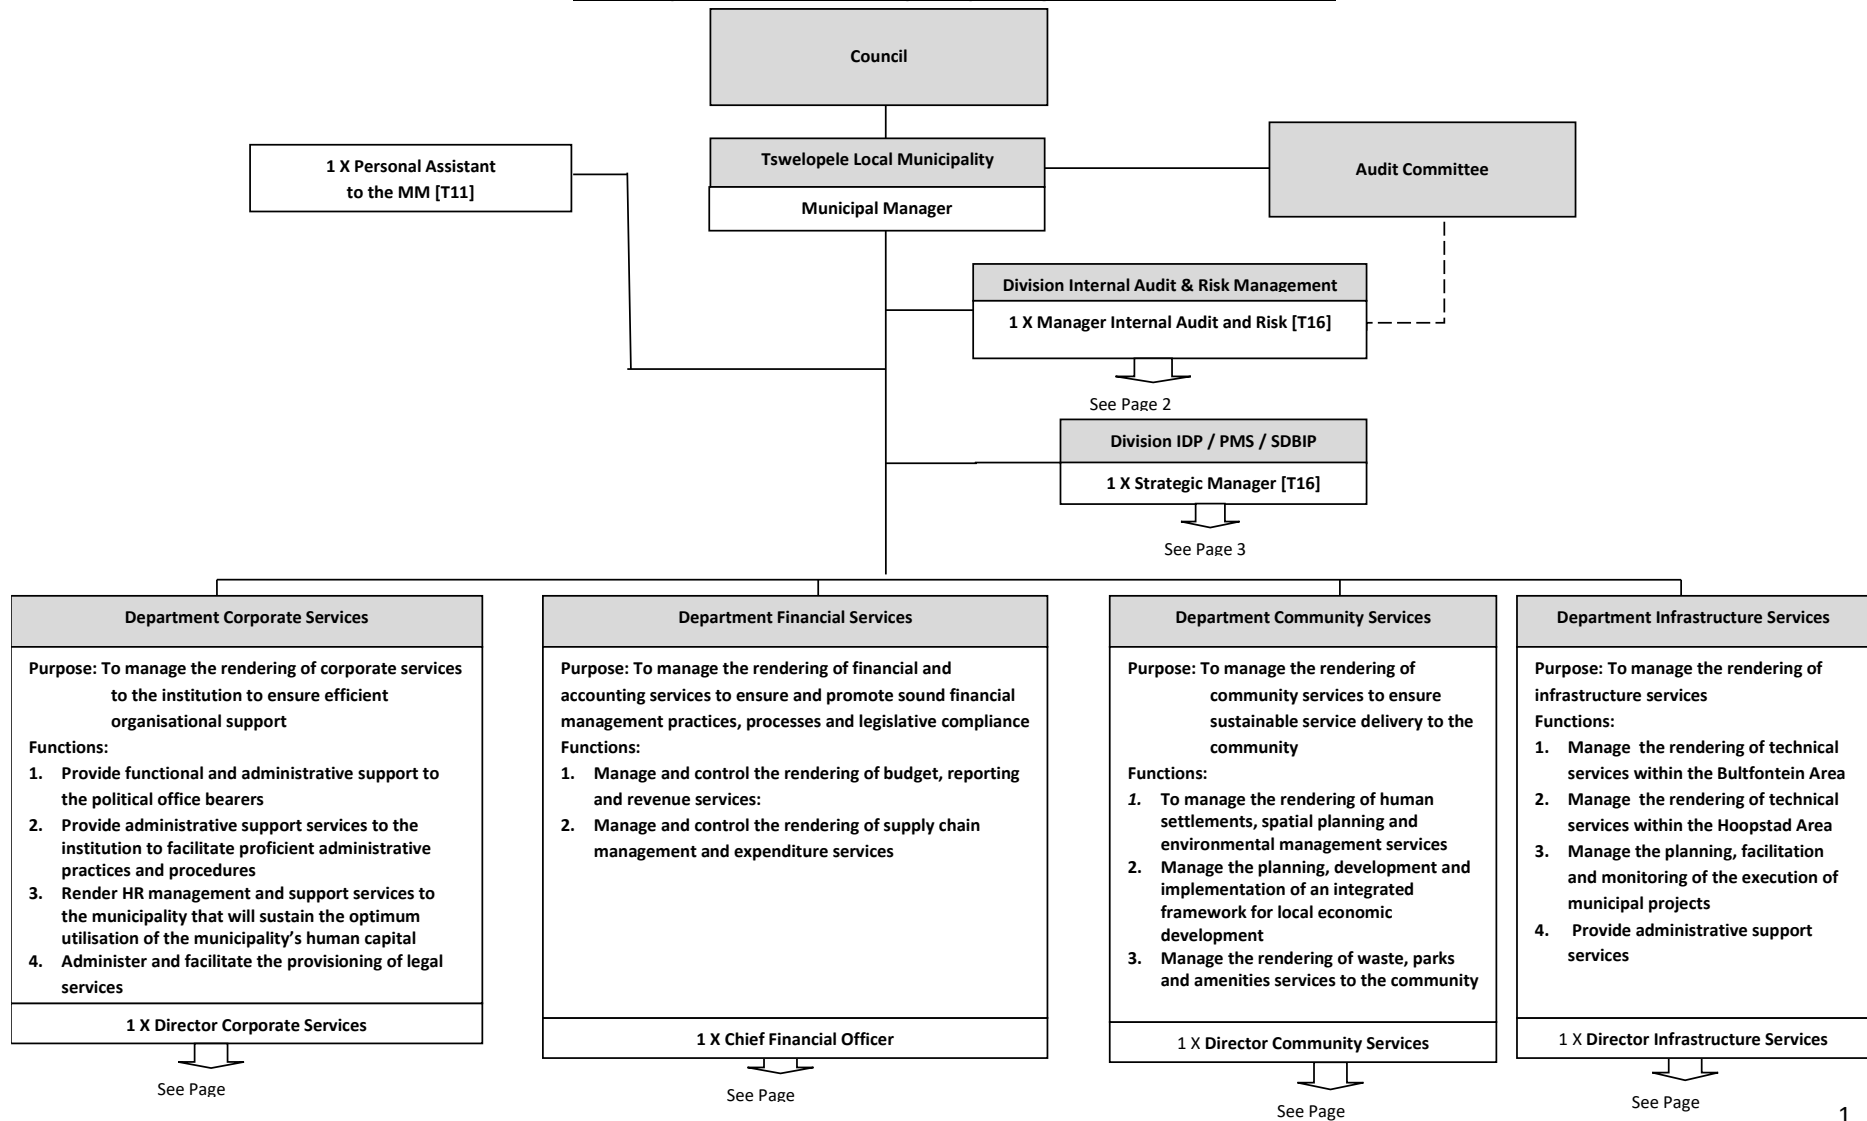 Council
Tswelopele Local Municipality
Municipal Manager
1 X Personal Assistant
to the MM [T11]
Audit Committee
Division Internal Audit & Risk Management
1 X Manager Internal Audit and Risk [T16]
See Page 2
Division IDP / PMS / SDBIP
1 X Strategic Manager [T16]
See Page 3
Department Corporate Services
Purpose: To manage the rendering of corporate services
to the institution to ensure efficient
organisational support
Functions:
1. Provide functional and administrative support to
the political office bearers
2. Provide administrative support services to the
institution to facilitate proficient administrative
practices and procedures
3. Render HR management and support services to
the municipality that will sustain the optimum
utilisation of the municipality’s human capital
4. Administer and facilitate the provisioning of legal
services
1 X Director Corporate Services
See Page
Department Financial Services
Purpose: To manage the rendering of financial and
accounting services to ensure and promote sound financial
management practices, processes and legislative compliance
Functions:
1. Manage and control the rendering of budget, reporting
and revenue services:
2. Manage and control the rendering of supply chain
management and expenditure services
1 X Chief Financial Officer
See Page
Department Community Services
Purpose: To manage the rendering of
community services to ensure
sustainable service delivery to the
community
Functions:
1. To manage the rendering of human
settlements, spatial planning and
environmental management services
2. Manage the planning, development and
implementation of an integrated
framework for local economic
development
3. Manage the rendering of waste, parks
and amenities services to the community
1 X Director Community Services
See Page
Department Infrastructure Services
Purpose: To manage the rendering of
infrastructure services
Functions:
1. Manage the rendering of technical
services within the Bultfontein Area
2. Manage the rendering of technical
services within the Hoopstad Area
3. Manage the planning, facilitation
and monitoring of the execution of
municipal projects
4. Provide administrative support
services
1 X Director Infrastructure Services
See Page
1